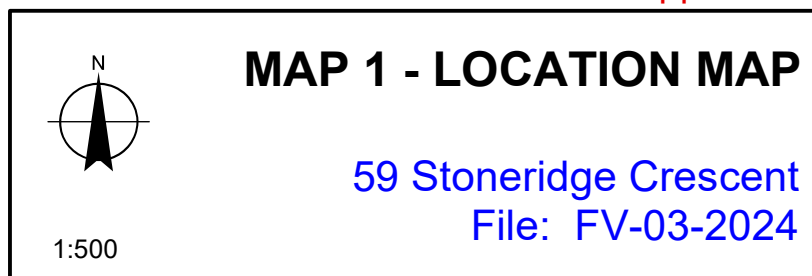 N
MAP 1 - LOCATION MAP
59 Stoneridge Crescent
File: FV-03-2024
1:500